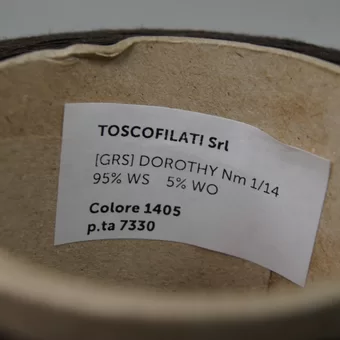 TOSCOFILATI Srl
[GRS] DOROTHY Nm 1/14
95% WS 5% WO
Colore 1405
p.ta 7330